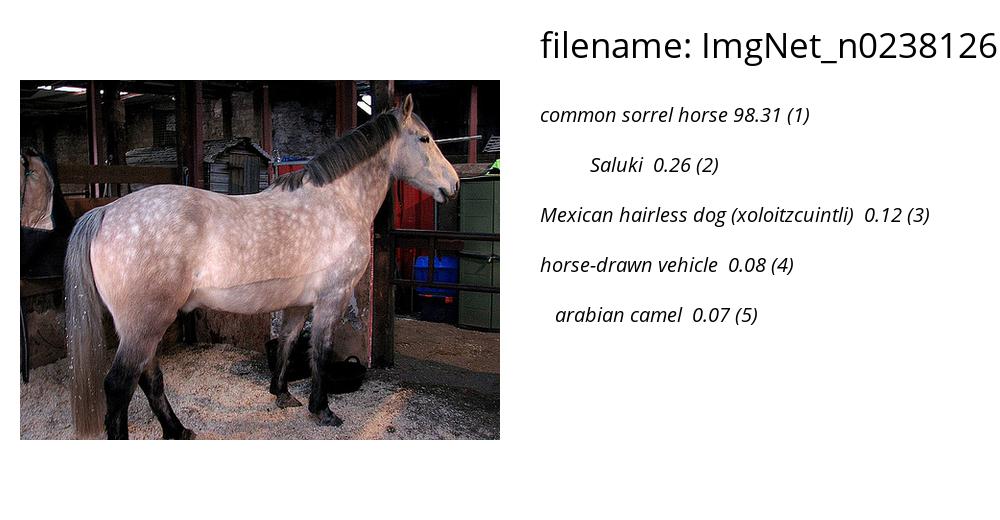 filename: ImgNet_n0238126
common sorrel horse 98.31 (1)
Saluki 0.26 (2)
Mexican hairless dog (xoloitzcuintli) 0.12 (3)
horse-drawn vehicle 0.08 (4)
arabian camel 0.07 (5)